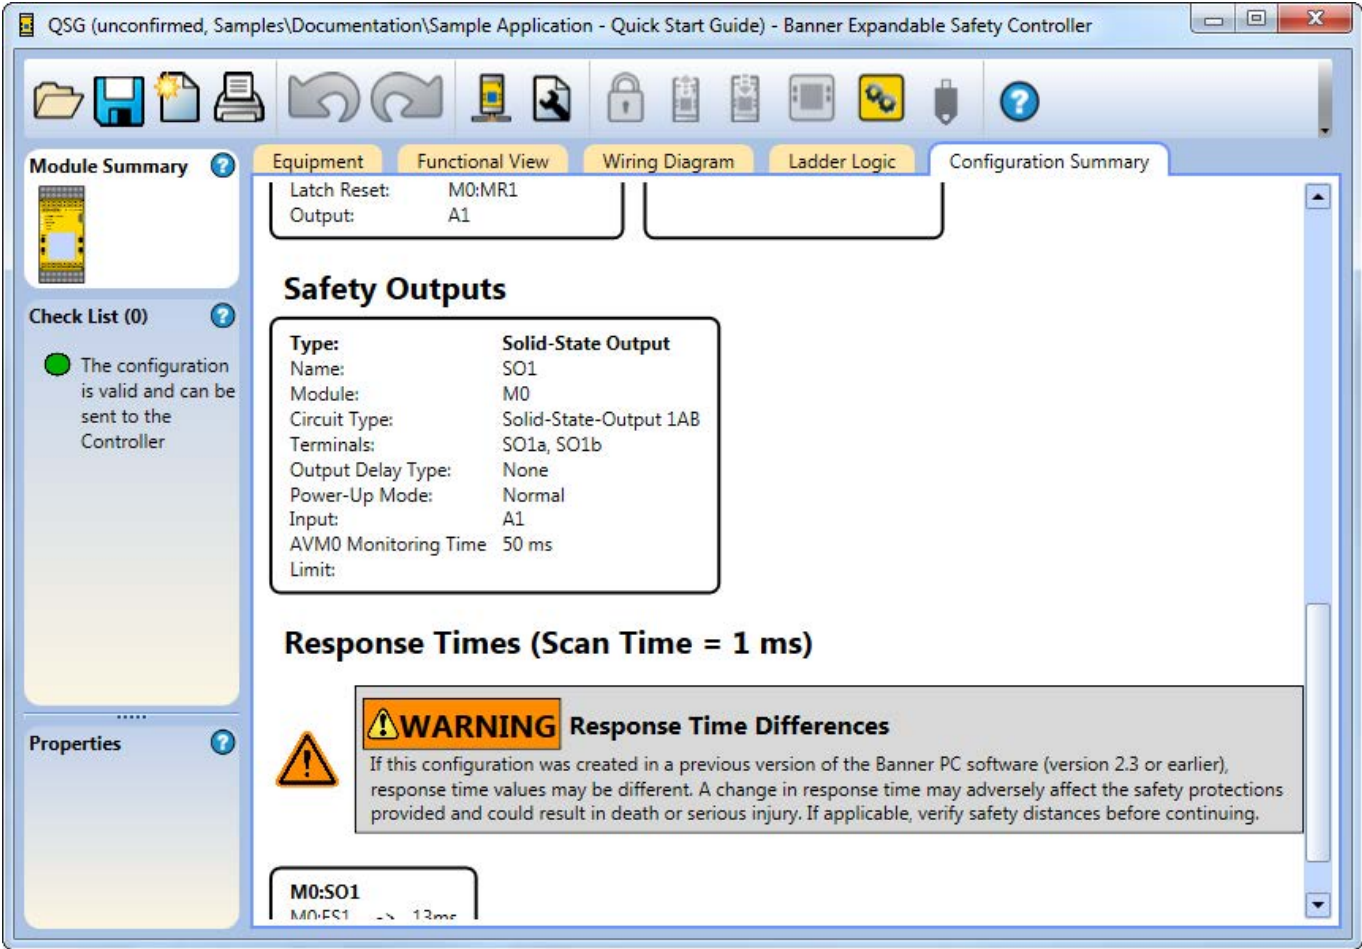 QSG (unconfirmed, Samples\Documentation\Sample Application - Quick Start Guide) - Banner Expandable Safety Controller
Module Summary
Equipment
Functional View
Wiring Diagram
Ladder Logic
Configuration Summary
Latch Reset: M0:MR1
Output: A1
Check List (0)
The configuration
is valid and can be
sent to the
Controller
Properties
Safety Outputs
Type: Solid-State Output
Name: SO1
Module: M0
Circuit Type: Solid-State-Output 1AB
Terminals: SO1a, SO1b
Output Delay Type: None
Power-Up Mode: Normal
Input: A1
AVM0 Monitoring Time 50 ms
Limit:
Response Times (Scan Time = 1 ms)
WARNING Response Time Differences
If this configuration was created in a previous version of the Banner PC software (version 2.3 or earlier),
response time values may be different. A change in response time may adversely affect the safety protections
provided and could result in death or serious injury. If applicable, verify safety distances before continuing.
M0:SO1
M0:ES1 -> 13ms